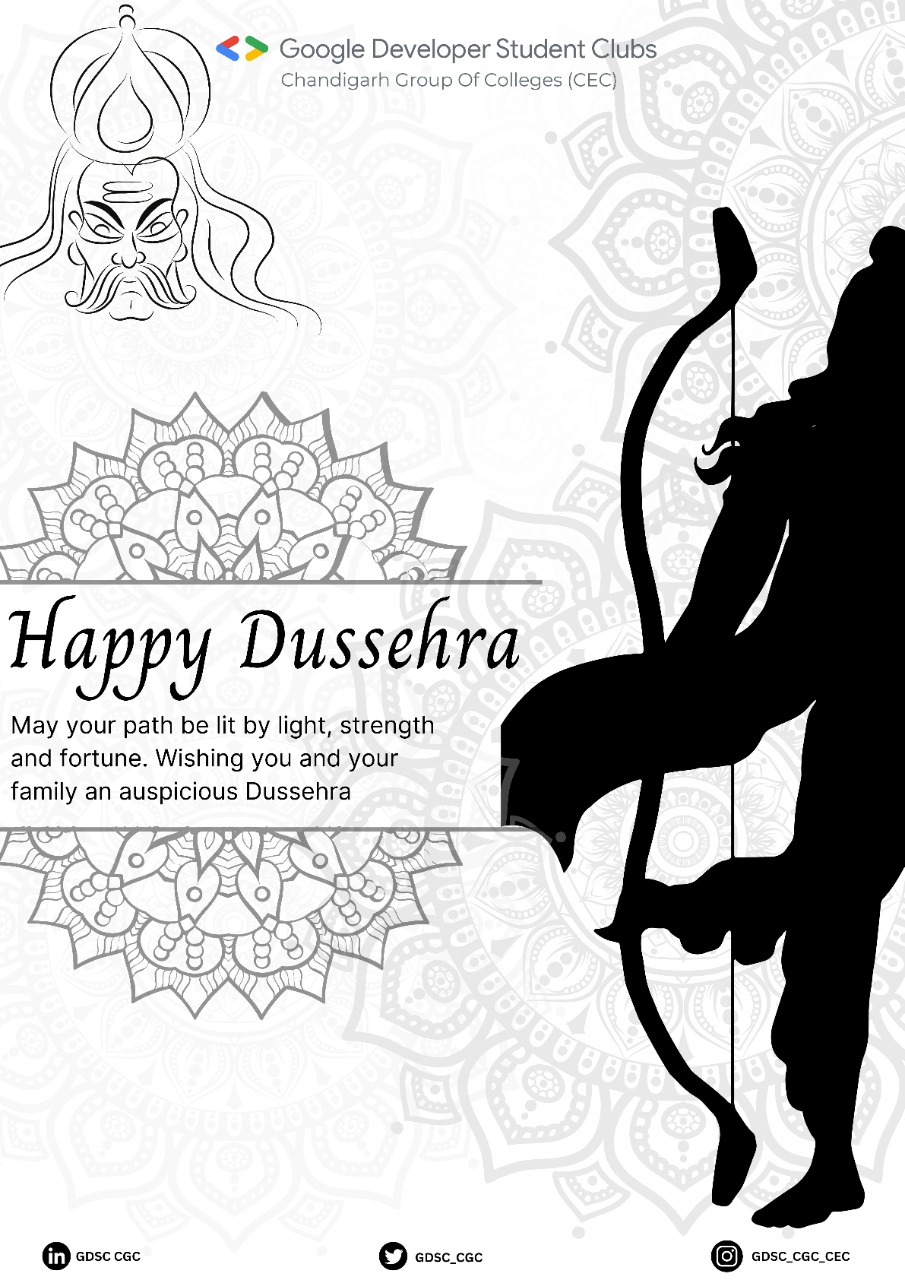 Google Developer Student Clubs
Chandigarh Group Of Colleges (CEC)
Happy Dussehra
May your path be lit by light, strength
and fortune. Wishing you and your
family an auspicious Dussehra
in GDSC CGC
GDSC_CGC
GDSC_CGC_CEC